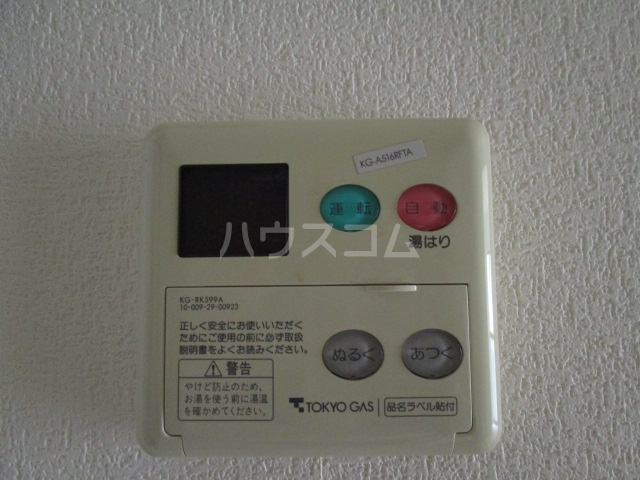 KG-A516RFTA
運転
自動
湯はり
ハウスコム
KG-RK599A
10-009-29-00923
正しく安全にお使いいただく
ためにご使用の前に必ず取扱
説明書をよくお読みください。
警告
やけど防止のため、
お湯を使う前に湯温
を確かめてください。
ぬるく
あつく
TOKYO GAS
品名ラベル貼付